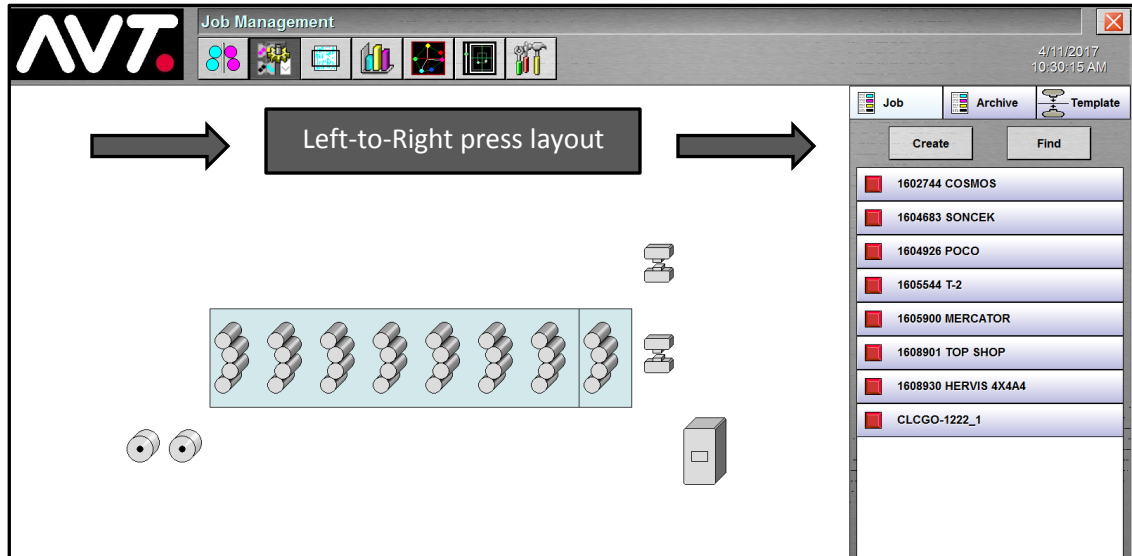 AVT.
Job Management
4/11/2017
10:30:15 AM
Job
Archive
Template
Left-to-Right press layout
Create
Find
1602744 COSMOS
1604683 SONCEK
1604926 POCO
1605544 T-2
1605900 MERCATOR
1608901 TOP SHOP
1608930 HERVIS 4X4A4
CLCGO-1222_1